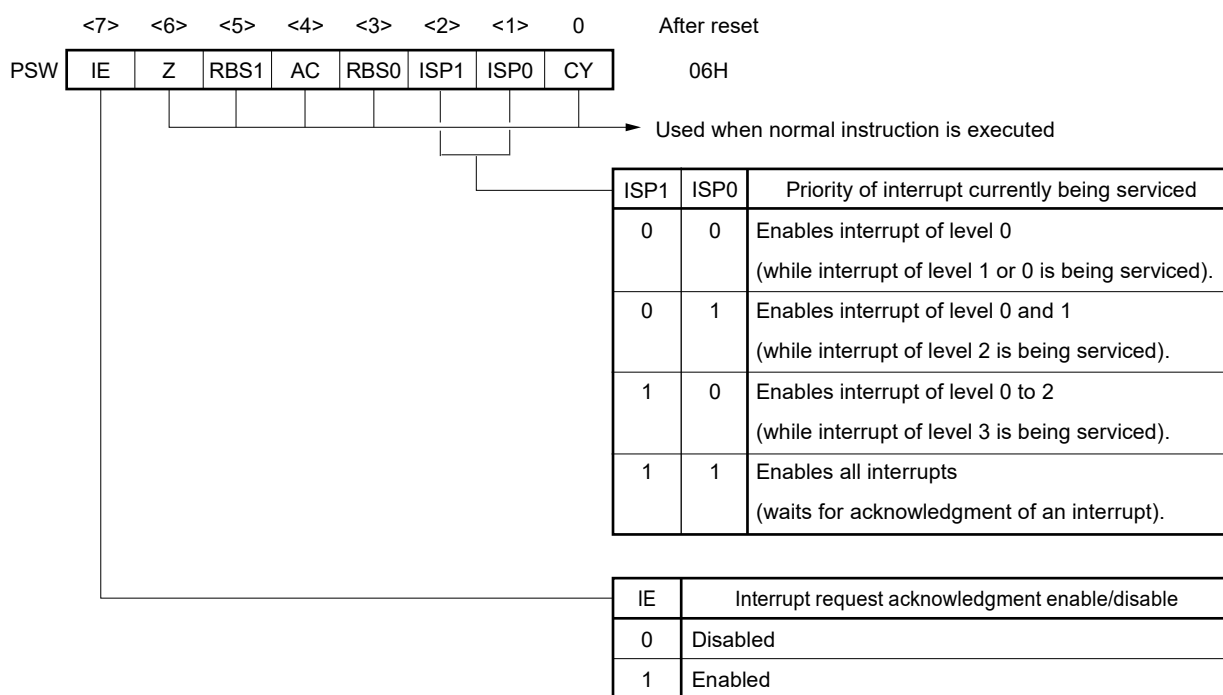 <7> <6> <5> <4> <3> <2> <1> 0 After reset
PSW IE Z RBS1 AC RBS0 ISP1 ISP0 CY 06H
Used when normal instruction is executed
ISP1 ISP0 Priority of interrupt currently being serviced
0 0 Enables interrupt of level 0
(while interrupt of level 1 or 0 is being serviced).
0 1 Enables interrupt of level 0 and 1
(while interrupt of level 2 is being serviced).
1 0 Enables interrupt of level 0 to 2
(while interrupt of level 3 is being serviced).
1 1 Enables all interrupts
(waits for acknowledgment of an interrupt).
IE Interrupt request acknowledgment enable/disable
0 Disabled
1 Enabled